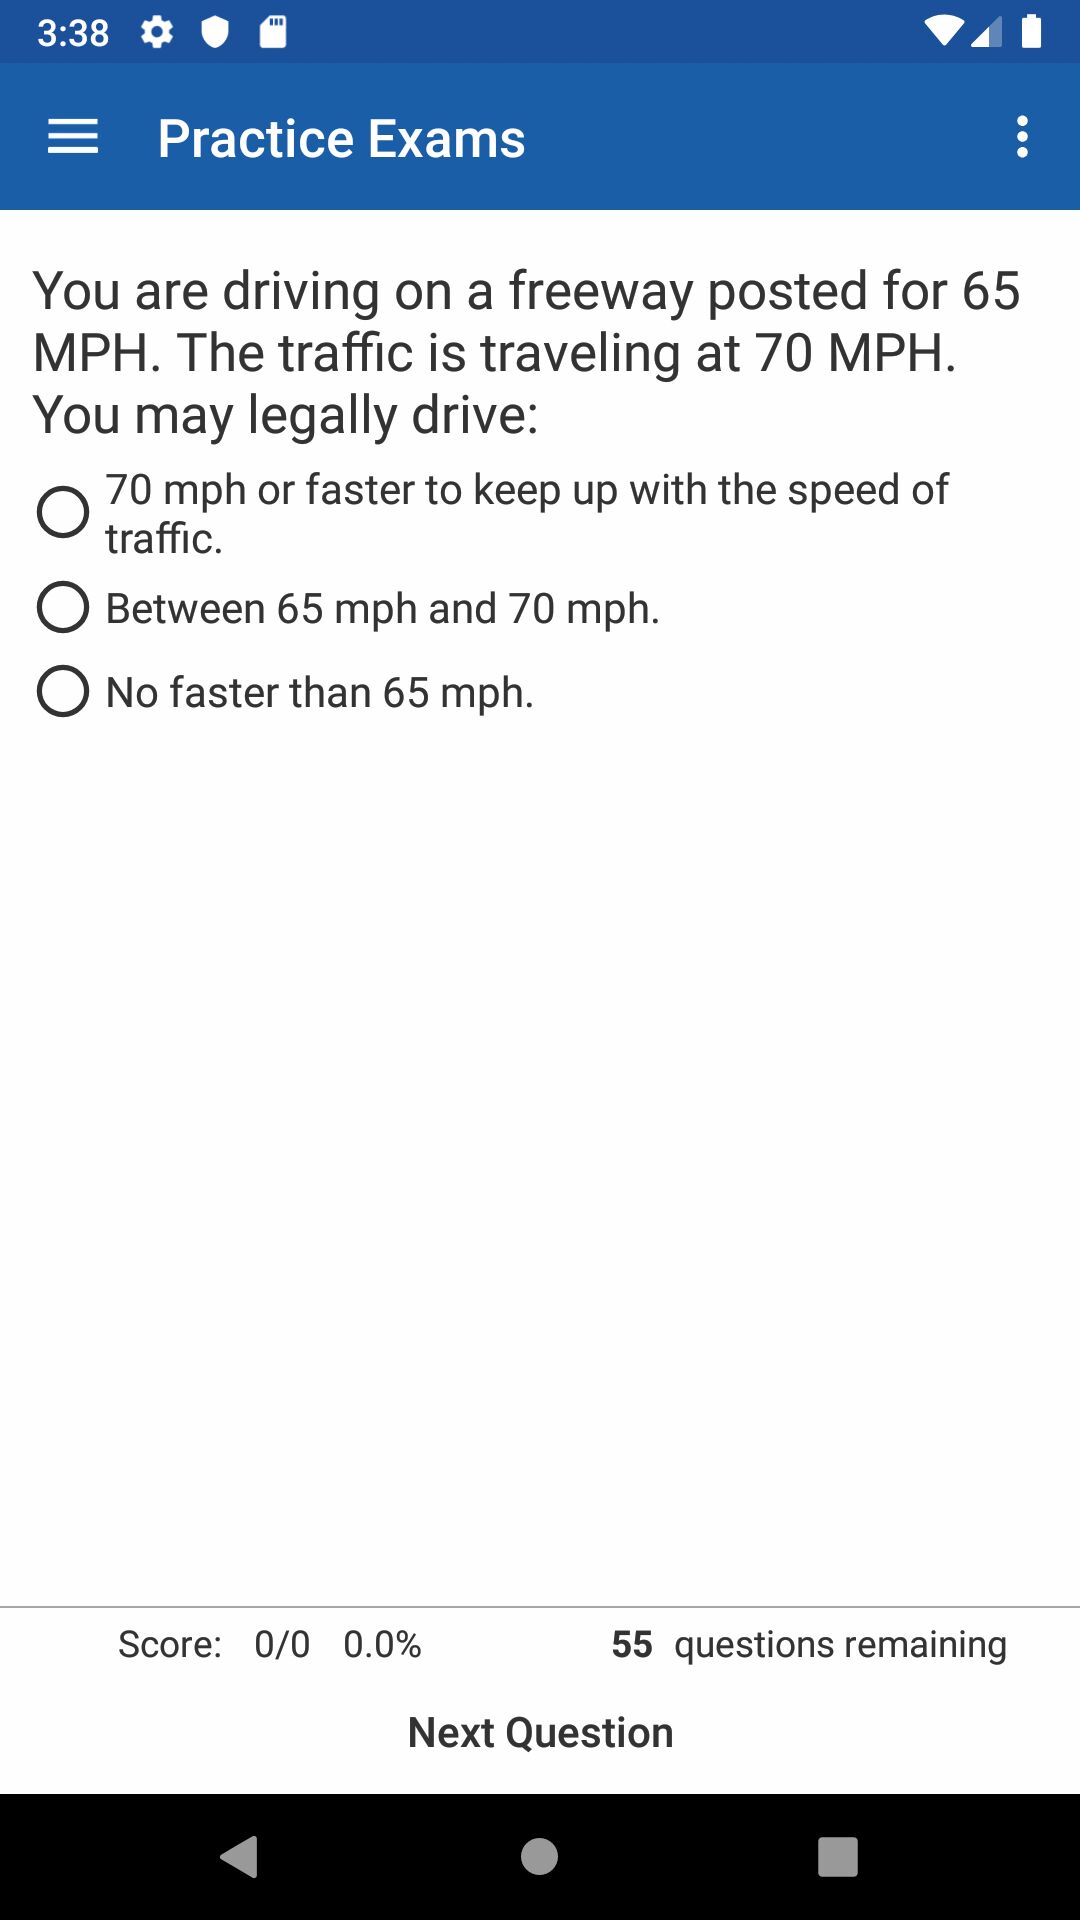 3:38
Practice Exams
You are driving on a freeway posted for 65
MPH. The traffic is traveling at 70 MPH.
You may legally drive:
70 mph or faster to keep up with the speed of
traffic.
Between 65 mph and 70 mph.
No faster than 65 mph.
Score: 0/0 0.0% 55 questions remaining
Next Question